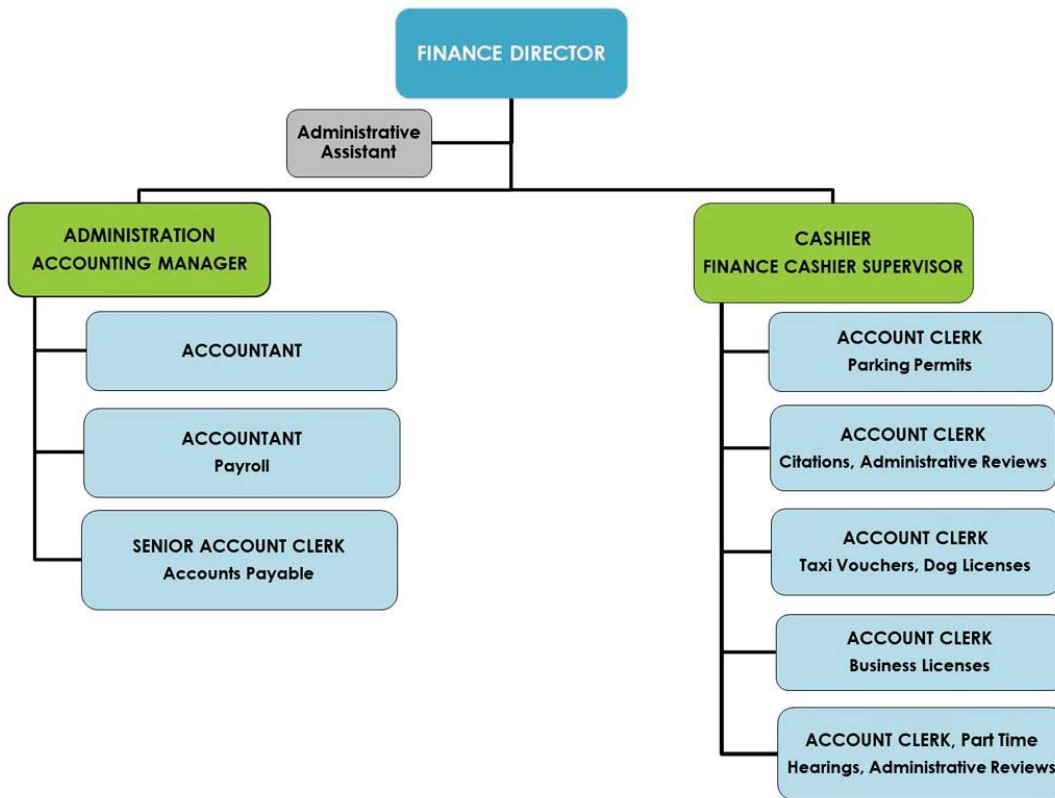 FINANCE DIRECTOR
Administrative
Assistant
ADMINISTRATION
ACCOUNTING MANAGER
ACCOUNTANT
ACCOUNTANT
Payroll
SENIOR ACCOUNT CLERK
Accounts Payable
CASHIER
FINANCE CASHIER SUPERVISOR
ACCOUNT CLERK
Parking Permits
ACCOUNT CLERK
Citations, Administrative Reviews
ACCOUNT CLERK
Taxi Vouchers, Dog Licenses
ACCOUNT CLERK
Business Licenses
ACCOUNT CLERK, Part Time
Hearings, Administrative Reviews